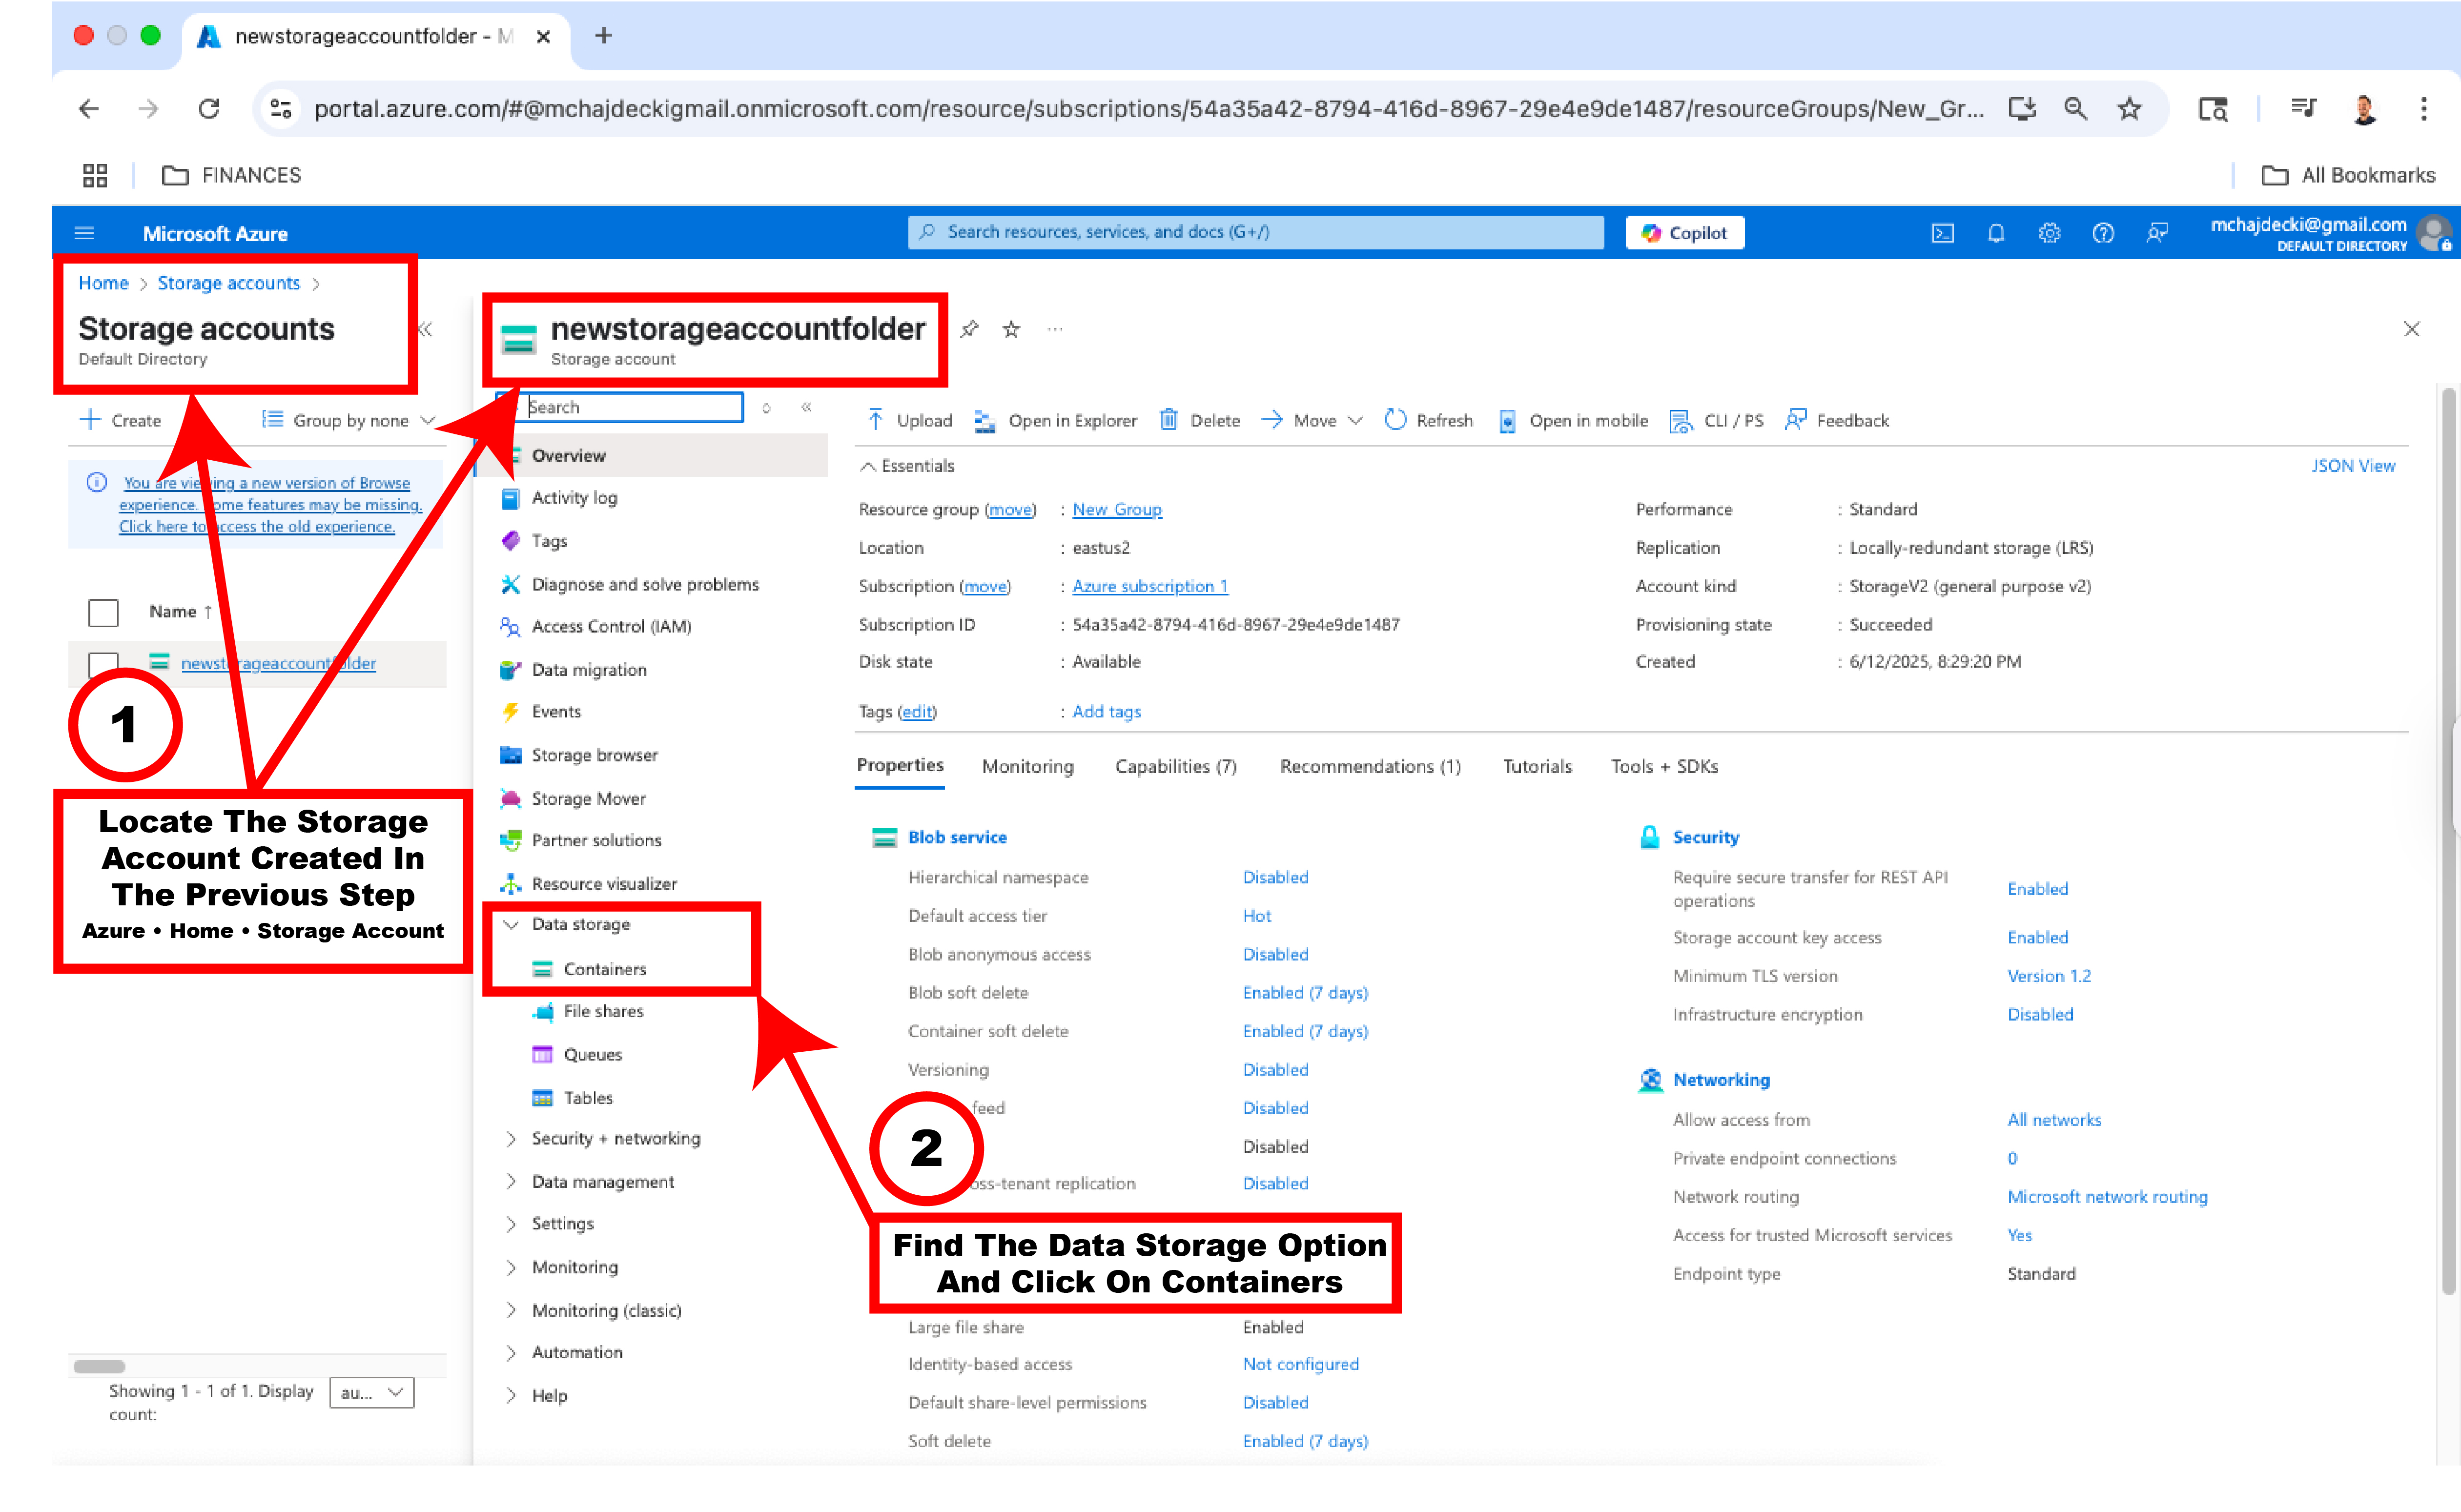 newstorageaccountfolder - M
portal.azure.com/#@mchajdeckigmail.onmicrosoft.com/resource/subscriptions/54a35a42-8794-416d-8967-29e4e9de1487/resourceGroups/New_Gr...
FINANCES
All Bookmarks
Microsoft Azure
Search resources, services, and docs (G+/)
Copilot
mchajdecki@gmail.com
DEFAULT DIRECTORY
Home > Storage accounts >
Storage accounts
Default Directory
+ Create
Group by none
You are viewing a new version of Browse
experience. Some features may be missing.
Click here to access the old experience.
Name ↑
newstorageaccountfolder
1
Locate The Storage
Account Created In
The Previous Step
Azure • Home • Storage Account
Showing 1 - 1 of 1. Display
count:
au...
newstorageaccountfolder
Storage account
Search
Overview
Activity log
Tags
Diagnose and solve problems
Access Control (IAM)
Data migration
Events
Storage browser
Storage Mover
Partner solutions
Resource visualizer
Data storage
Containers
File shares
Queues
Tables
Security + networking
Data management
Settings
Monitoring
Monitoring (classic)
Automation
Help
Upload
Open in Explorer
Delete
Move
Refresh
Open in mobile
CLI / PS
Feedback
Essentials
JSON View
Resource group (move) : New_Group
Location : eastus2
Subscription (move) : Azure subscription 1
Subscription ID : 54a35a42-8794-416d-8967-29e4e9de1487
Disk state : Available
Tags (edit) : Add tags
Performance : Standard
Replication : Locally-redundant storage (LRS)
Account kind : StorageV2 (general purpose v2)
Provisioning state : Succeeded
Created : 6/12/2025, 8:29:20 PM
Properties
Monitoring
Capabilities (7)
Recommendations (1)
Tutorials
Tools + SDKs
Blob service
Hierarchical namespace Disabled
Default access tier Hot
Blob anonymous access Disabled
Blob soft delete Enabled (7 days)
Container soft delete Enabled (7 days)
Versioning Disabled
feed Disabled
Disabled
oss-tenant replication Disabled
2
Find The Data Storage Option
And Click On Containers
Large file share Enabled
Identity-based access Not configured
Default share-level permissions Disabled
Soft delete Enabled (7 days)
Security
Require secure transfer for REST API
operations Enabled
Storage account key access Enabled
Minimum TLS version Version 1.2
Infrastructure encryption Disabled
Networking
Allow access from All networks
Private endpoint connections 0
Network routing Microsoft network routing
Access for trusted Microsoft services Yes
Endpoint type Standard